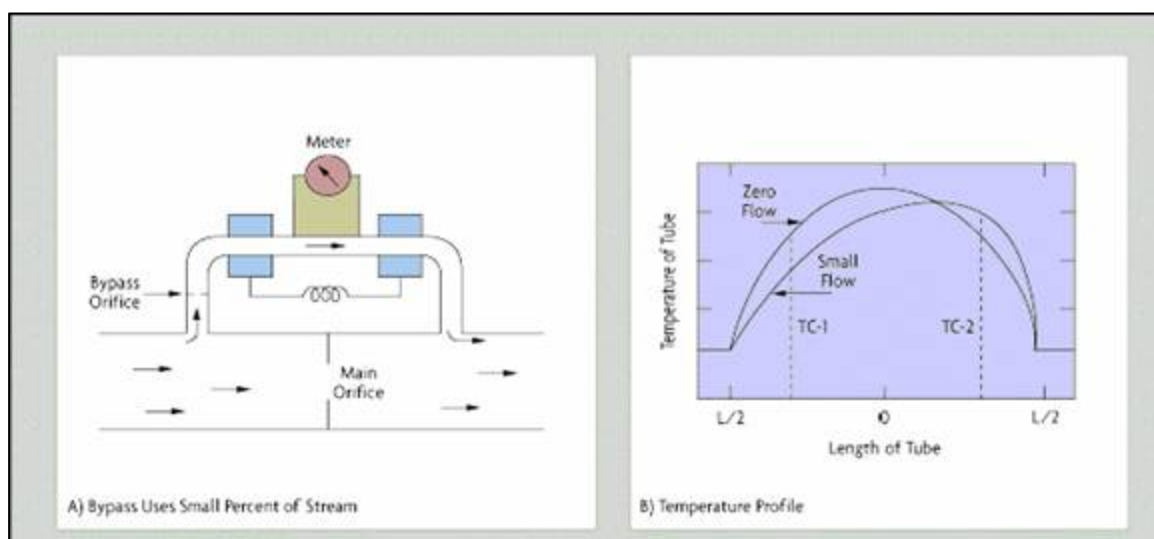 Meter
Bypass
Orifice
Main
Orifice
A) Bypass Uses Small Percent of Stream
Temperature of Tube
Zero
Flow
Small
Flow
TC-1
TC-2
L/2
0
L/2
Length of Tube
B) Temperature Profile